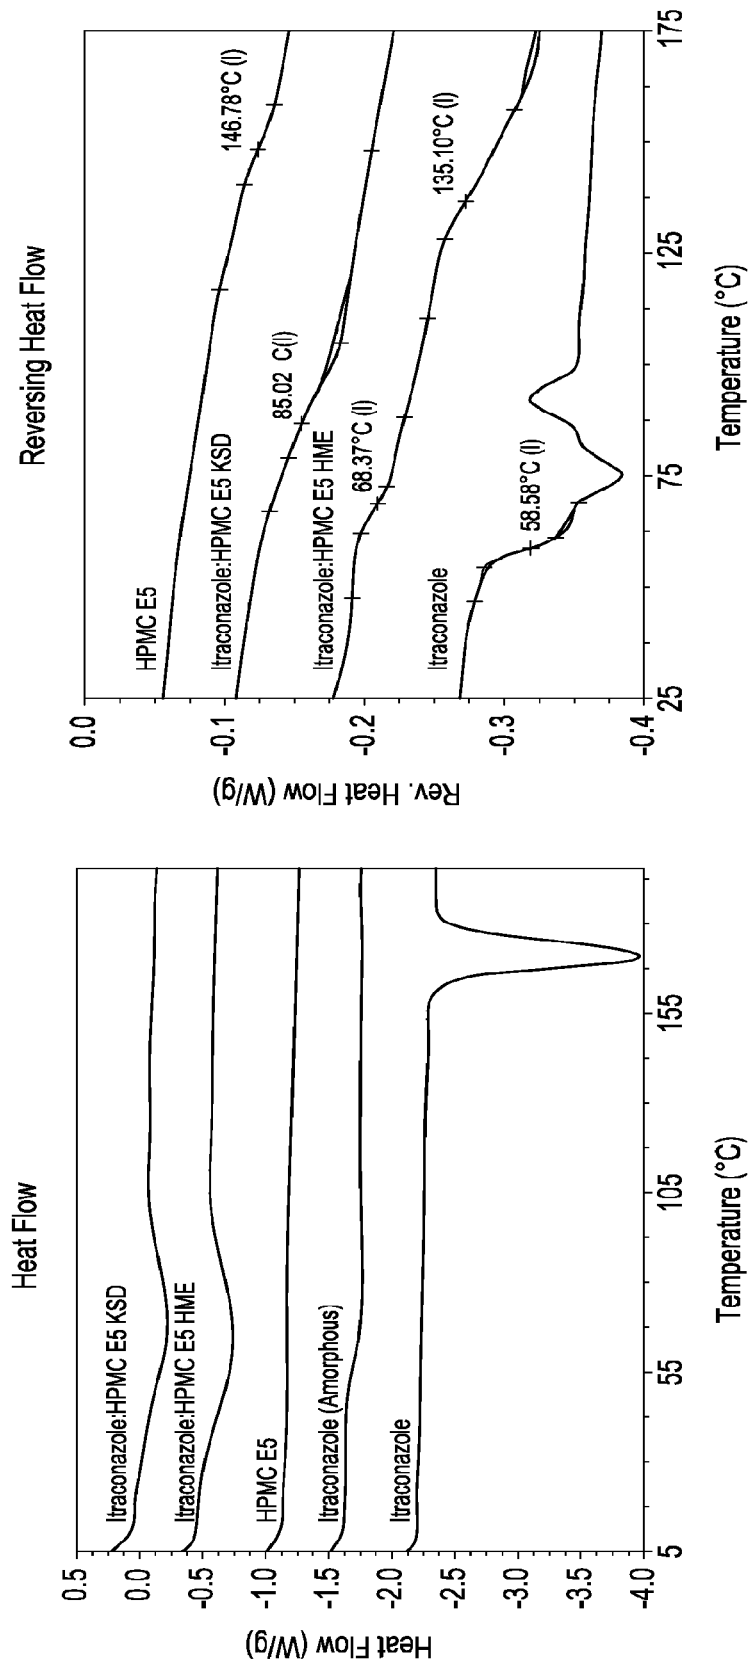 Heat Flow
Heat Flow (W/g)
0.5
0.0
-0.5
-1.0
-1.5
-2.0
-2.5
-3.0
-3.5
-4.0
Itraconazole:HPMC E5 KSD
Itraconazole:HPMC E5 HME
HPMC E5
Itraconazole (Amorphous)
Itraconazole
5
55
105
155
Temperature (°C)
Reversing Heat Flow
Rev. Heat Flow (W/g)
0.0
-0.1
-0.2
-0.3
-0.4
HPMC E5
146.78°C (I)
Itraconazole:HPMC E5 KSD
85.02 C(I)
Itraconazole:HPMC E5 HME
68.37°C (I)
135.10°C (I)
Itraconazole
58.58°C (I)
25
75
125
175
Temperature (°C)